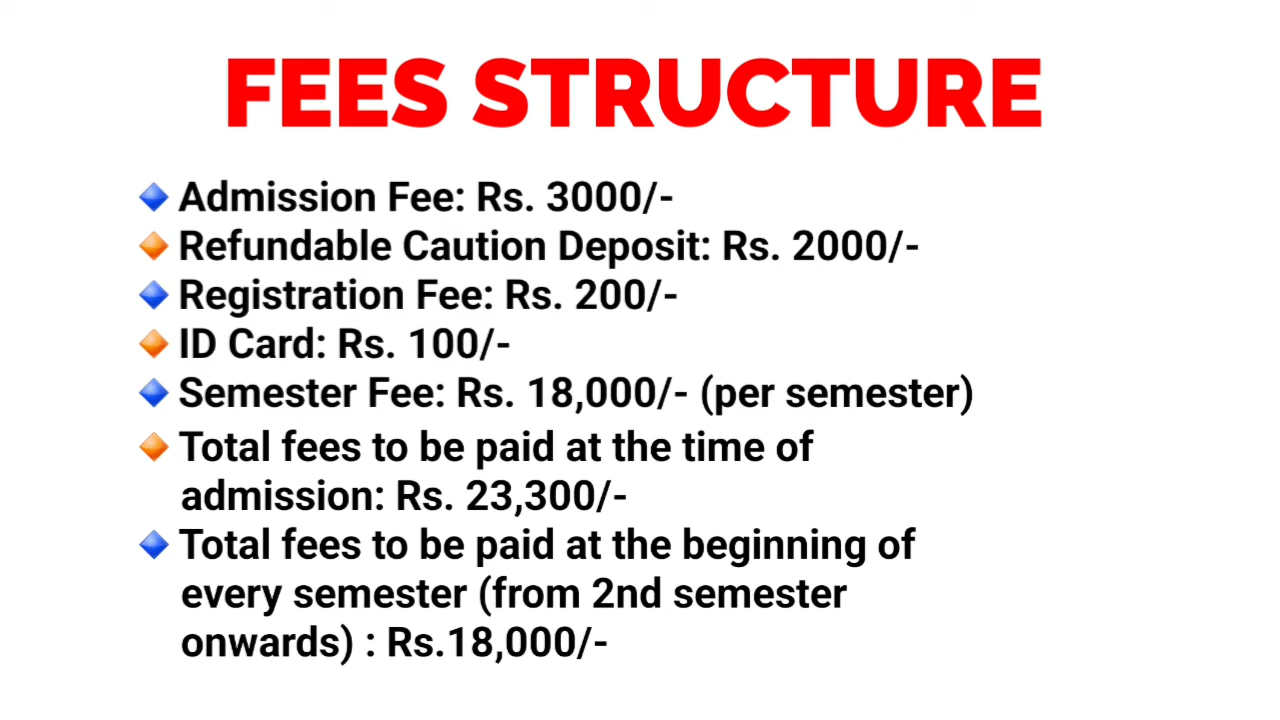 FEES STRUCTURE
Admission Fee: Rs. 3000/-
Refundable Caution Deposit: Rs. 2000/-
Registration Fee: Rs. 200/-
ID Card: Rs. 100/-
Semester Fee: Rs. 18,000/- (per semester)
Total fees to be paid at the time of
admission: Rs. 23,300/-
Total fees to be paid at the beginning of
every semester (from 2nd semester
onwards) : Rs.18,000/-